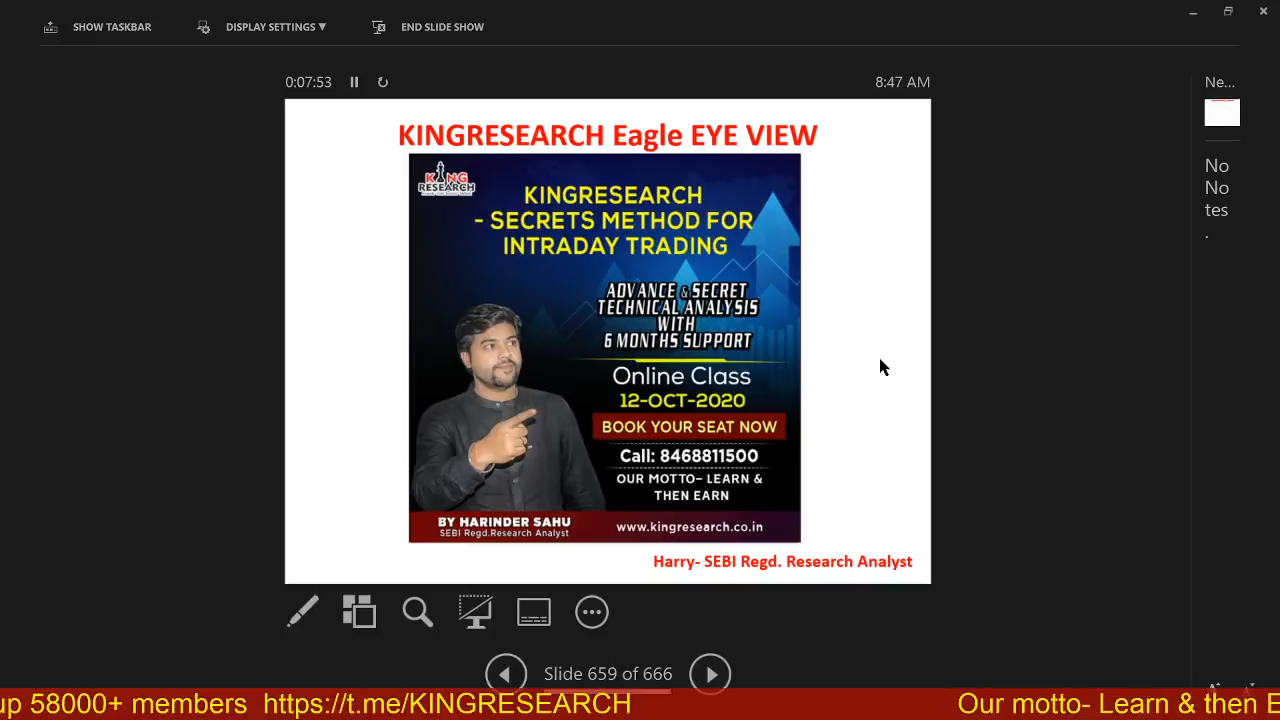 SHOW TASKBAR
DISPLAY SETTINGS ▼
END SLIDE SHOW
0:07:53
8:47 AM
Ne...
KINGRESEARCH Eagle EYE VIEW
KING
RESEARCH
KINGRESEARCH
- SECRETS METHOD FOR
INTRADAY TRADING
ADVANCE & SECRET
TECHNICAL ANALYSIS
WITH
6 MONTHS SUPPORT
Online Class
12-OCT-2020
BOOK YOUR SEAT NOW
Call: 8468811500
OUR MOTTO– LEARN &
THEN EARN
BY HARINDER SAHU
SEBI Regd.Research Analyst
www.kingresearch.co.in
Harry- SEBI Regd. Research Analyst
No
No
tes
.
Slide 659 of 666
up 58000+ members https://t.me/KINGRESEARCH
Our motto- Learn & then E